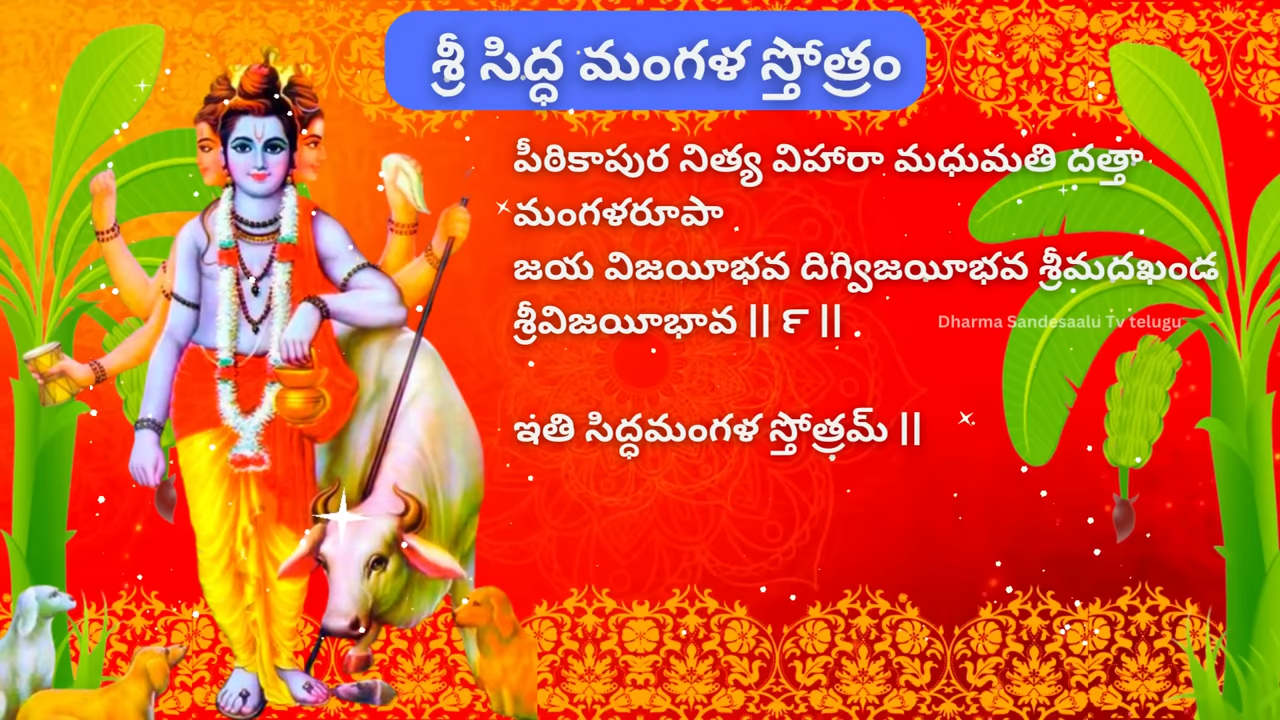 శ్రీ సిద్ధ మంగళ స్తోత్రం
పీఠికాపుర నిత్య విహారా మధుమతి దత్తా
మంగళరూపా
జయ విజయీభవ దిగ్విజయీభవ శ్రీమదఖండ
శ్రీవిజయీభావ || ౯ || .
Dharma Sandesaalu Tv telugu
ఇతి సిద్ధమంగళ స్తోత్రమ్ ||